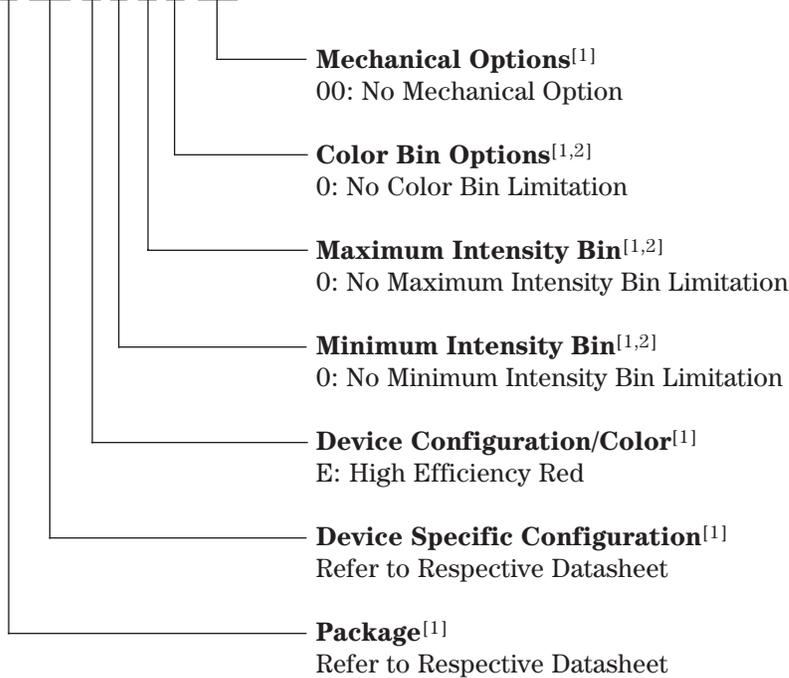 Mechanical Options[1]
00: No Mechanical Option
Color Bin Options[1,2]
0: No Color Bin Limitation
Maximum Intensity Bin[1,2]
0: No Maximum Intensity Bin Limitation
Minimum Intensity Bin[1,2]
0: No Minimum Intensity Bin Limitation
Device Configuration/Color[1]
E: High Efficiency Red
Device Specific Configuration[1]
Refer to Respective Datasheet
Package[1]
Refer to Respective Datasheet